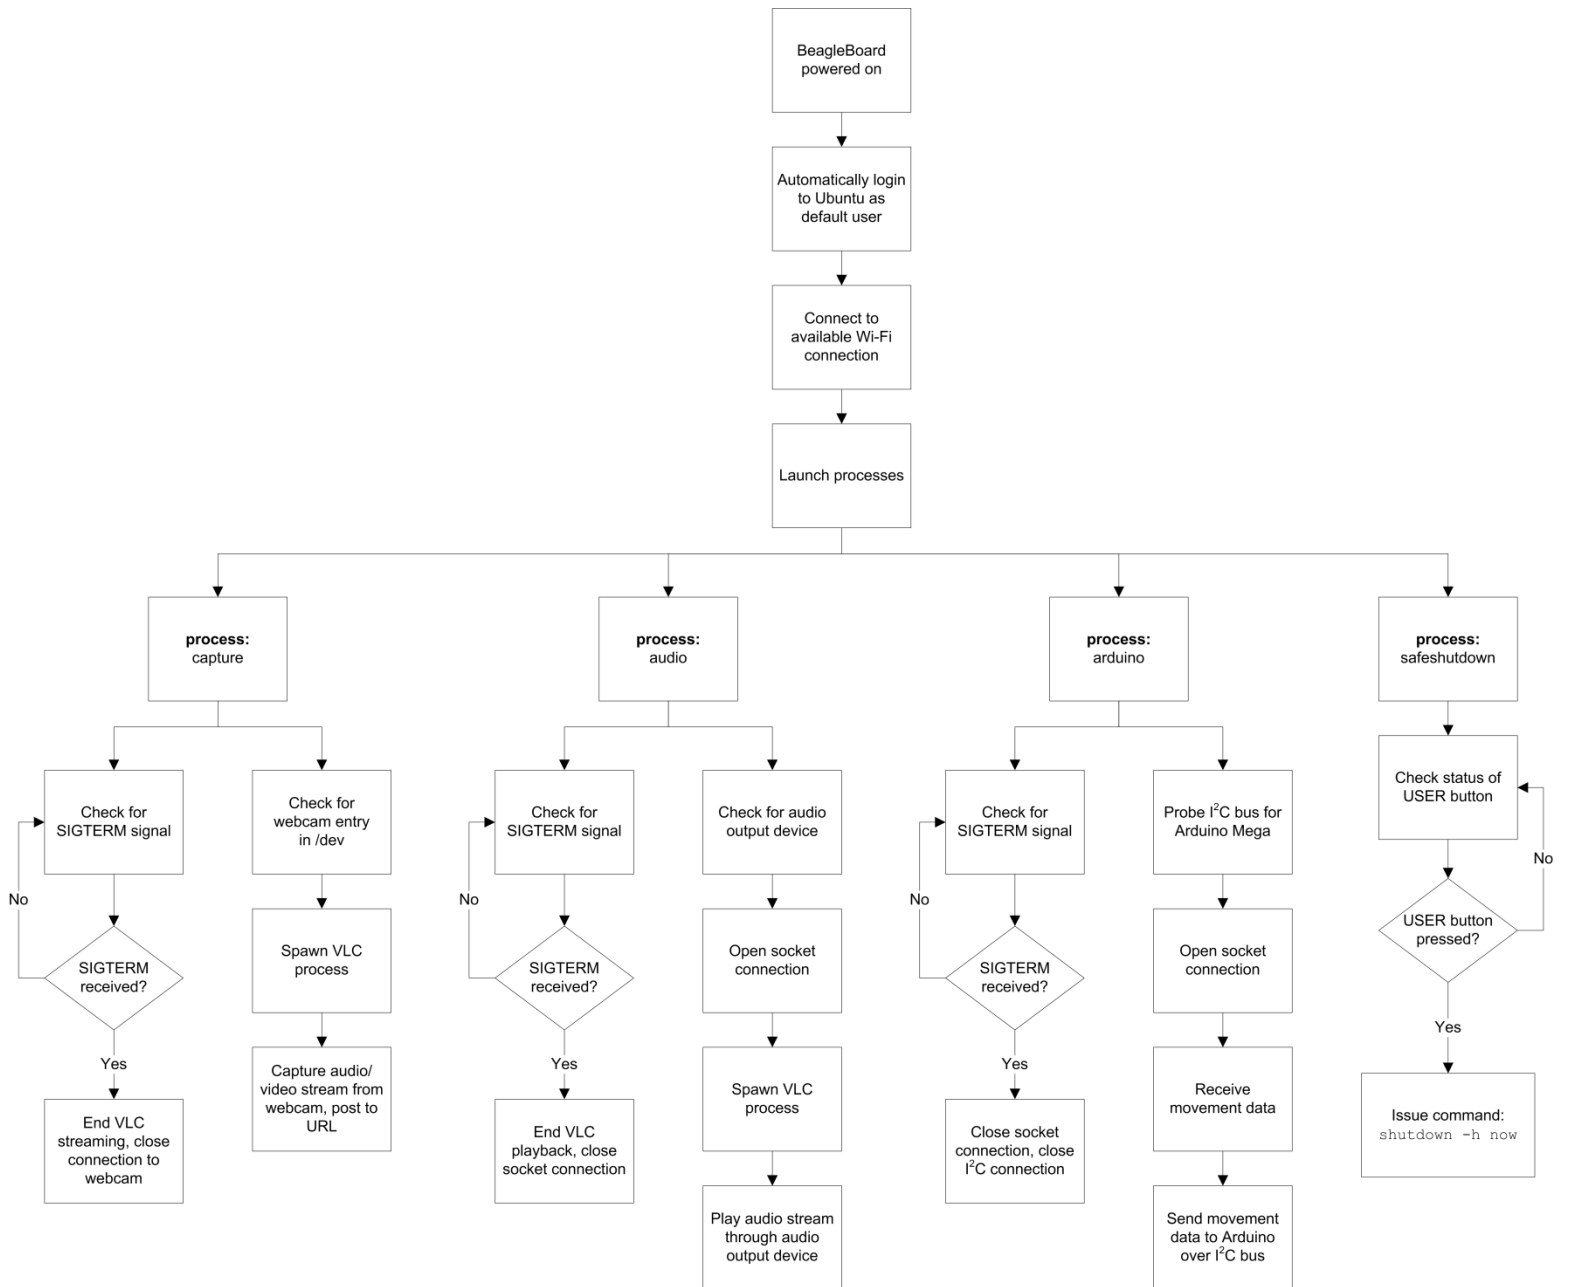 BeagleBoard
powered on
Automatically login
to Ubuntu as
default user
Connect to
available Wi-Fi
connection
Launch processes
process:
capture
process:
audio
process:
arduino
process:
safeshutdown
Check for
SIGTERM signal
No
SIGTERM
received?
Yes
End VLC
streaming, close
connection to
webcam
Check for
webcam entry
in /dev
Spawn VLC
process
Capture audio/
video stream from
webcam, post to
URL
Check for
SIGTERM signal
No
SIGTERM
received?
Yes
End VLC
playback, close
socket connection
Check for audio
output device
Open socket
connection
Spawn VLC
process
Play audio stream
through audio
output device
Check for
SIGTERM signal
No
SIGTERM
received?
Yes
Close socket
connection, close
I²C connection
Probe I²C bus for
Arduino Mega
Open socket
connection
Receive
movement data
Send movement
data to Arduino
over I²C bus
Check status of
USER button
No
USER button
pressed?
Yes
Issue command:
shutdown -h now